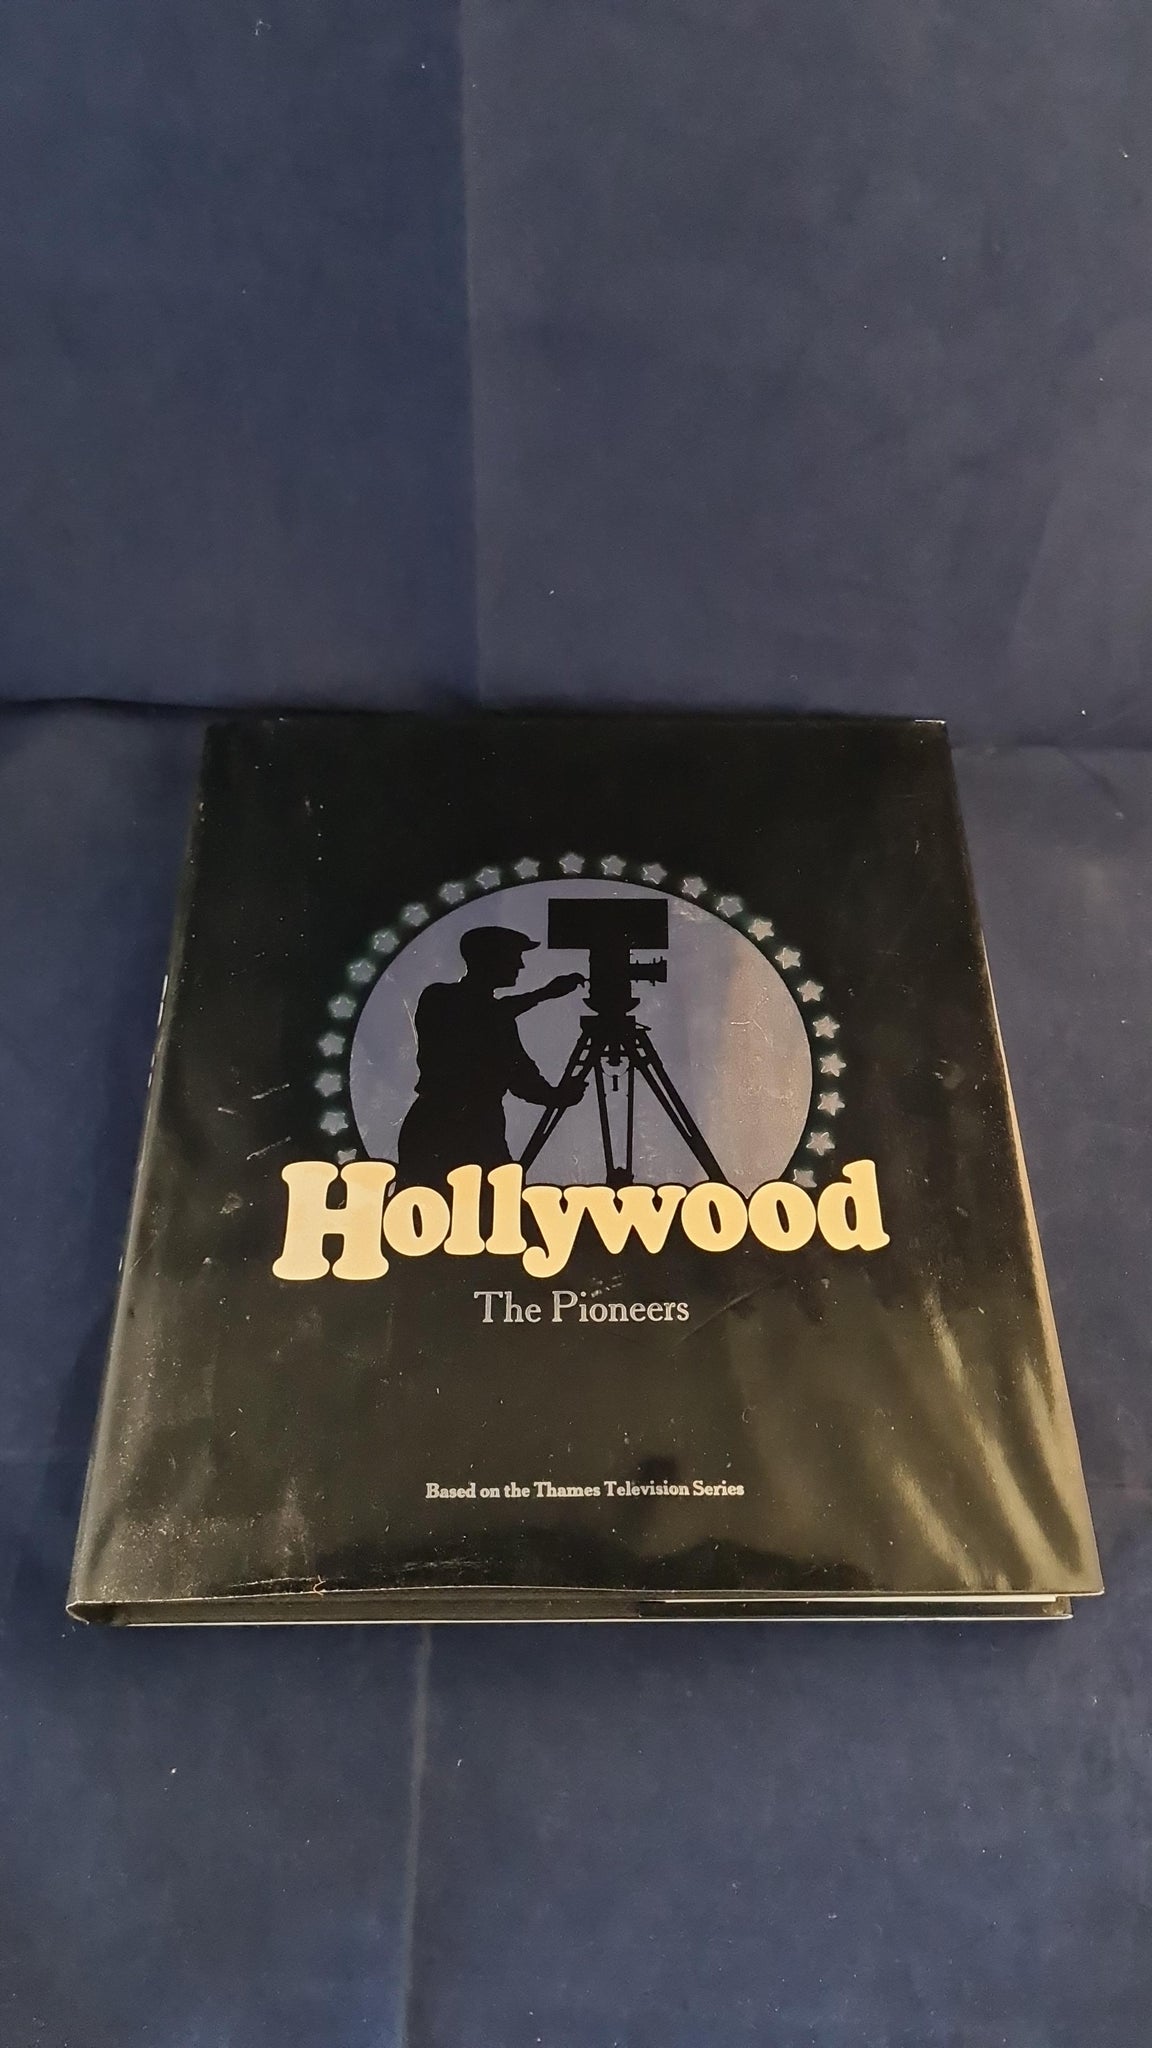 Hollywood
The Pioneers
Based on the Thames Television Series